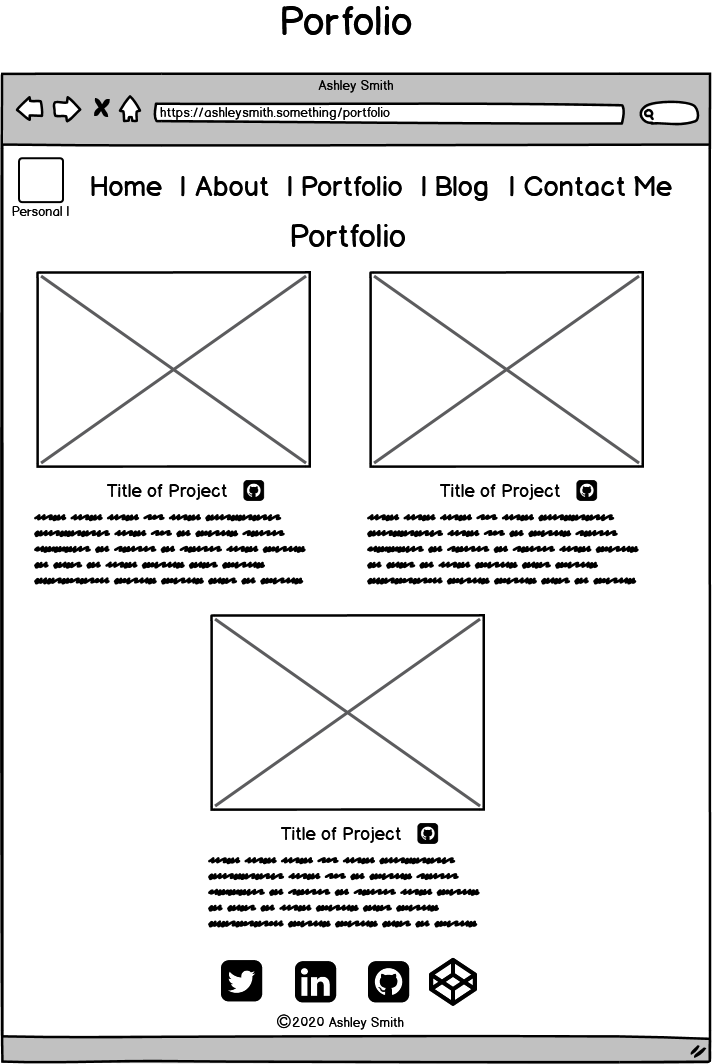 Porfolio
Ashley Smith
https://ashleysmith.something/portfolio
Home | About | Portfolio | Blog | Contact Me
Personal I
Portfolio
Title of Project
Title of Project
Title of Project
in
©2020 Ashley Smith